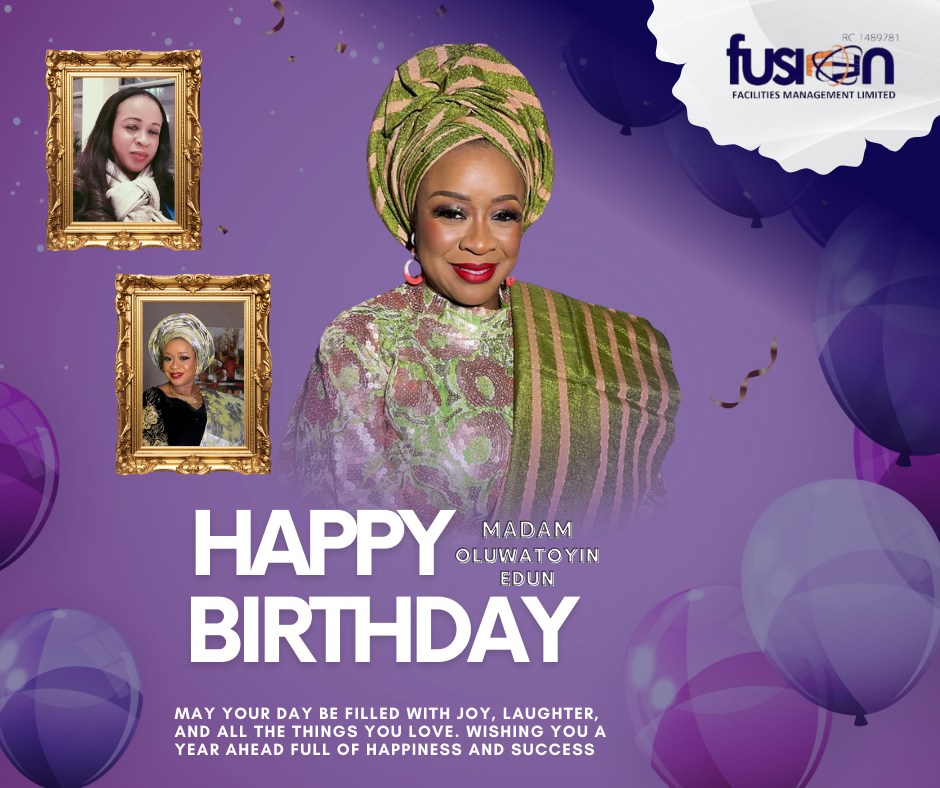 RC 1489781
fusion
FACILITIES MANAGEMENT LIMITED
HAPPY
MADAM
OLUWATOYIN
EDUN
BIRTHDAY
MAY YOUR DAY BE FILLED WITH JOY, LAUGHTER,
AND ALL THE THINGS YOU LOVE. WISHING YOU A
YEAR AHEAD FULL OF HAPPINESS AND SUCCESS